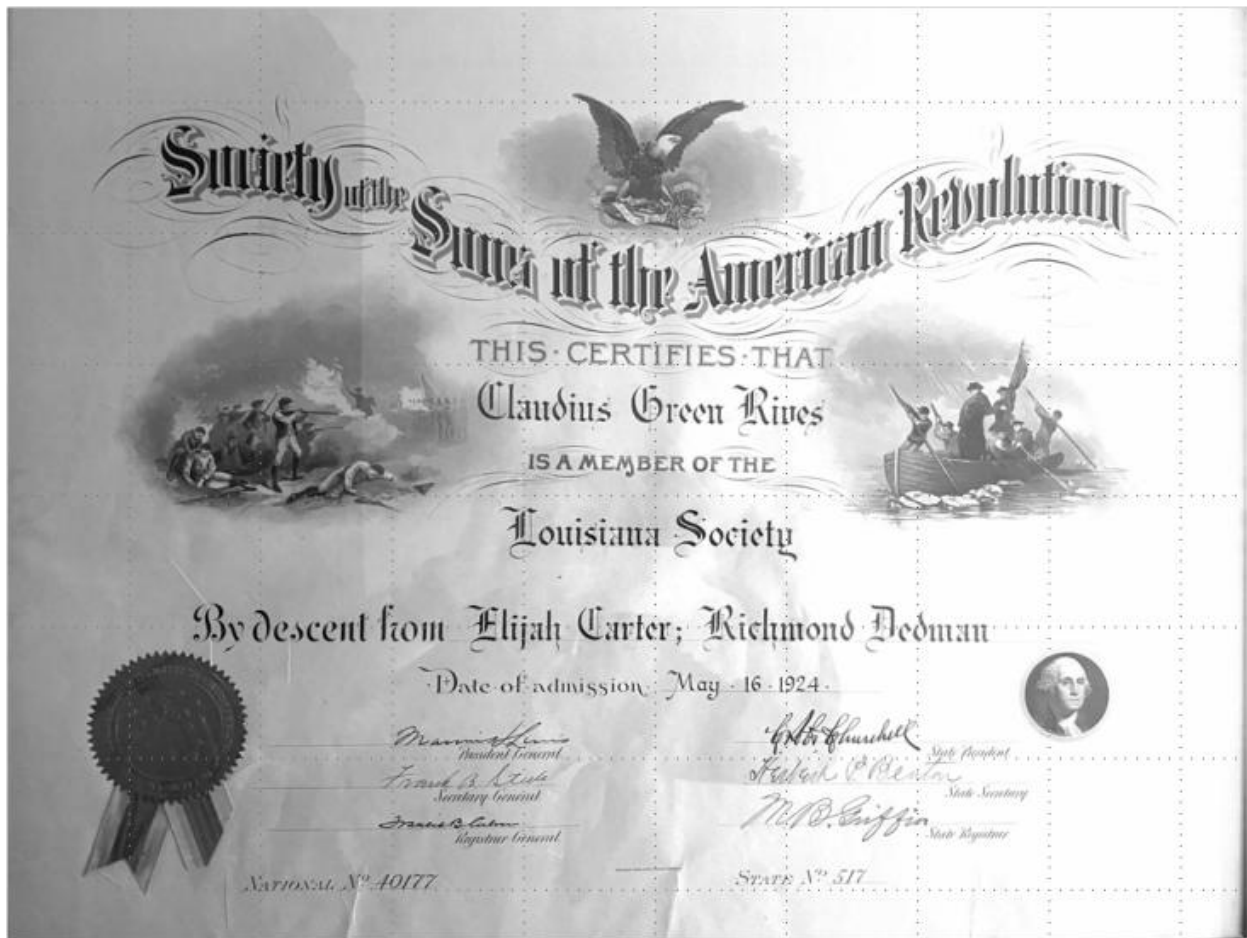 Society of the
Sons of the American Revolution
THIS · CERTIFIES · THAT
Claudius Green Rives
IS A MEMBER OF THE
Louisiana Society
By descent from Elijah Carter; Richmond Dedman
Date of admission May 16 1924.
President General
State President
Frank B. Steele
Secretary General
State Secretary
M. B. Griffin
Registrar General
State Registrar
NATIONAL Nº 40177
STATE Nº 517